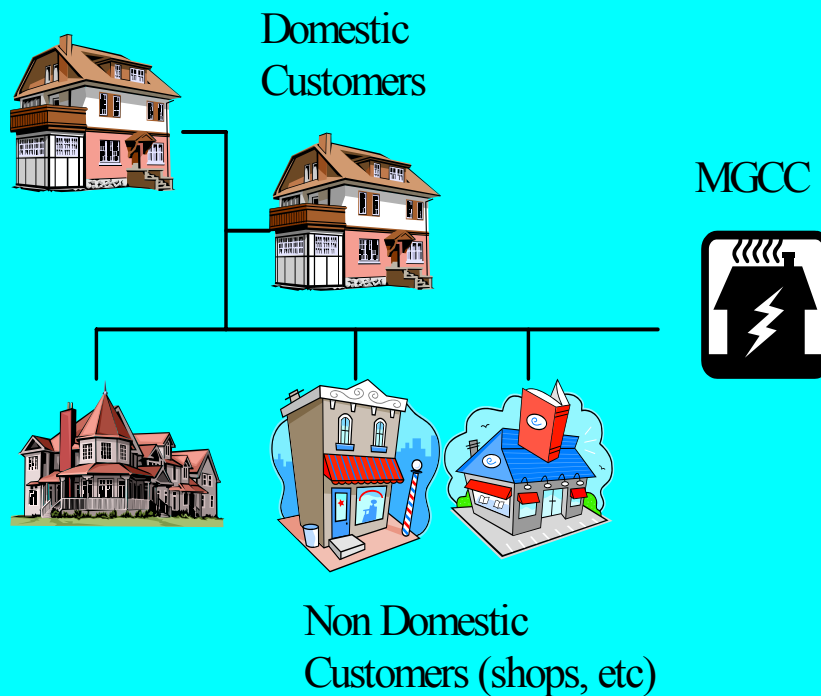 Domestic
Customers
MGCC
Non Domestic
Customers (shops, etc)